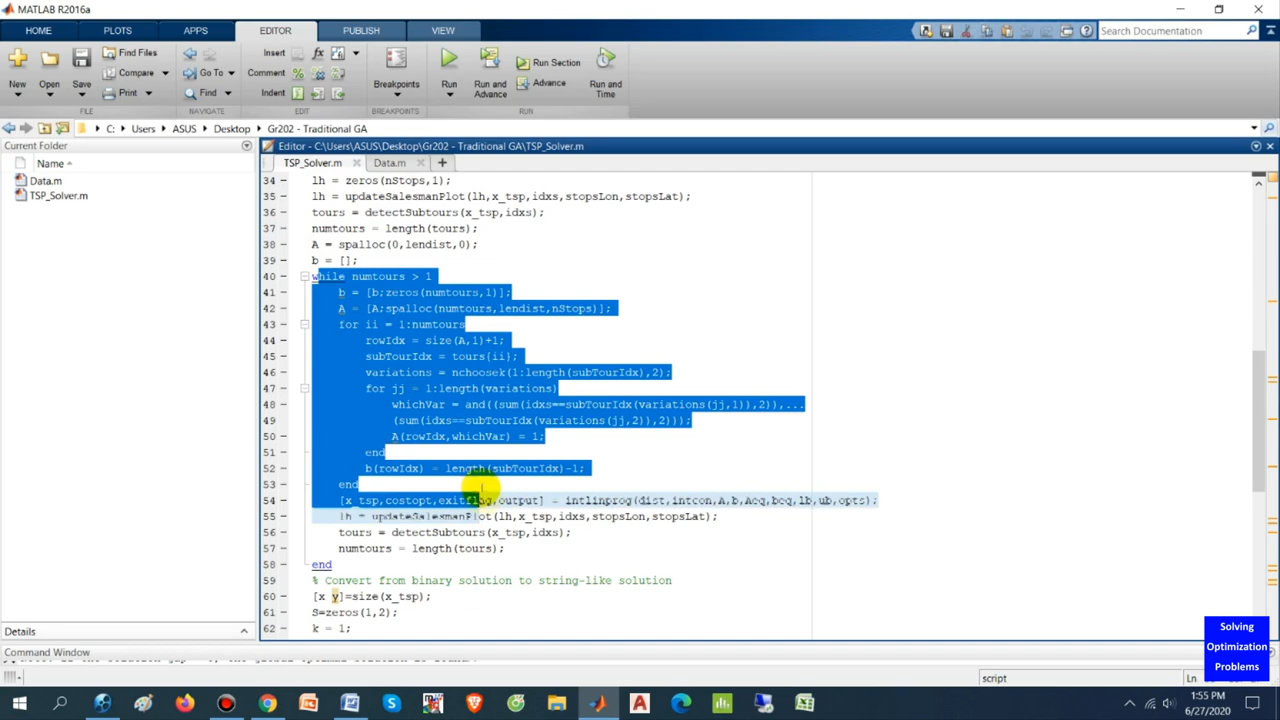 MATLAB R2016a
HOME PLOTS APPS EDITOR PUBLISH VIEW
Search Documentation
New Open Save Find Files Compare Print
Go To Find
Insert Comment Indent
Breakpoints
Run Run and Advance Run Section Advance Run and Time
FILE NAVIGATE EDIT BREAKPOINTS RUN
C: Users ASUS Desktop Gr202 - Traditional GA
Current Folder
Name
Data.m
TSP_Solver.m
Details
Editor - C:\Users\ASUS\Desktop\Gr202 - Traditional GA\TSP_Solver.m
TSP_Solver.m Data.m
34 lh = zeros(nStops,1);
35 lh = updateSalesmanPlot(lh,x_tsp,idxs,stopsLon,stopsLat);
36 tours = detectSubtours(x_tsp,idxs);
37 numtours = length(tours);
38 A = spalloc(0,lendist,0);
39 b = [];
40 while numtours > 1
41 b = [b;zeros(numtours,1)];
42 A = [A;spalloc(numtours,lendist,nStops)];
43 for ii = 1:numtours
44 rowIdx = size(A,1)+1;
45 subTourIdx = tours{ii};
46 variations = nchoosek(1:length(subTourIdx),2);
47 for jj = 1:length(variations)
48 whichVar = and((sum(idxs==subTourIdx(variations(jj,1)),2)),...
49 (sum(idxs==subTourIdx(variations(jj,2)),2)));
50 A(rowIdx,whichVar) = 1;
51 end
52 b(rowIdx) = length(subTourIdx)-1;
53 end
54 [x_tsp,costopt,exitflag,output] = intlinprog(dist,intcon,A,b,Aeq,beq,lb,ub,opts);
55 lh = updateSalesmanPlot(lh,x_tsp,idxs,stopsLon,stopsLat);
56 tours = detectSubtours(x_tsp,idxs);
57 numtours = length(tours);
58 end
59 % Convert from binary solution to string-like solution
60 [x y]=size(x_tsp);
61 S=zeros(1,2);
62 k = 1;
Command Window
script Ln
Solving
Optimization
Problems
1:55 PM
6/27/2020